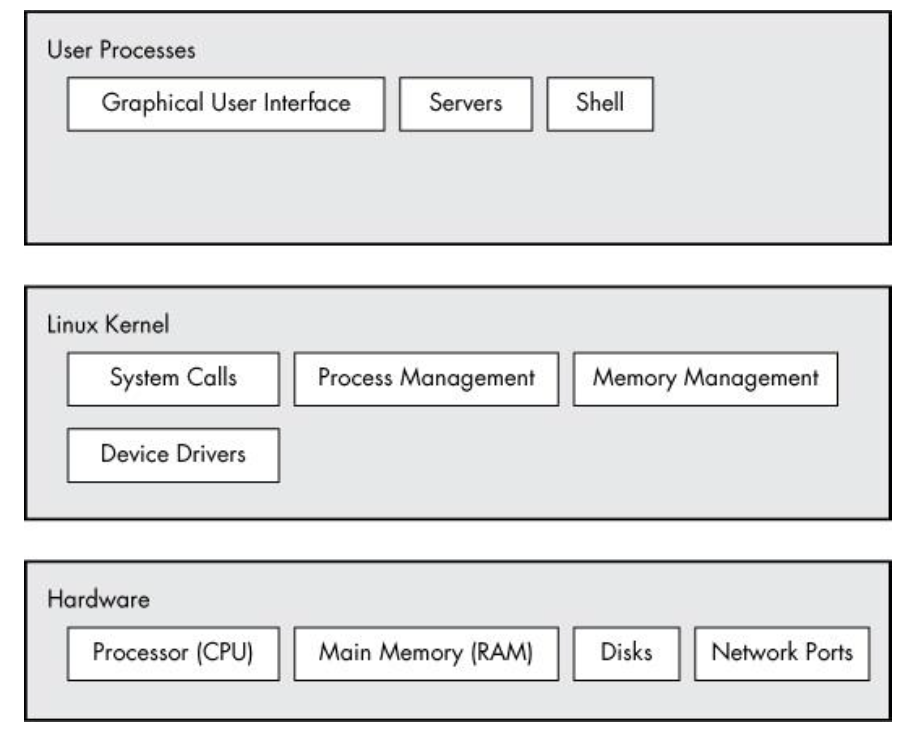 User Processes
Graphical User Interface
Servers
Shell
Linux Kernel
System Calls
Process Management
Memory Management
Device Drivers
Hardware
Processor (CPU)
Main Memory (RAM)
Disks
Network Ports